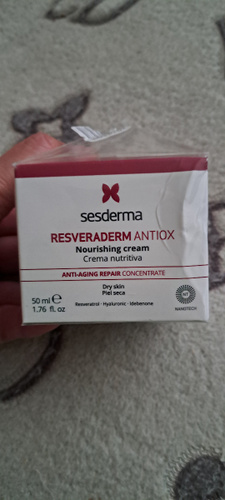 sesderma
RESVERADERM ANTIOX
Nourishing cream
Crema nutritiva
ANTI-AGING REPAIR CONCENTRATE
Dry skin
Piel seca
50 ml ℮
1.76 fl. oz
Resveratrol · Hyaluronic · Idebenone
NT
NANOTECH